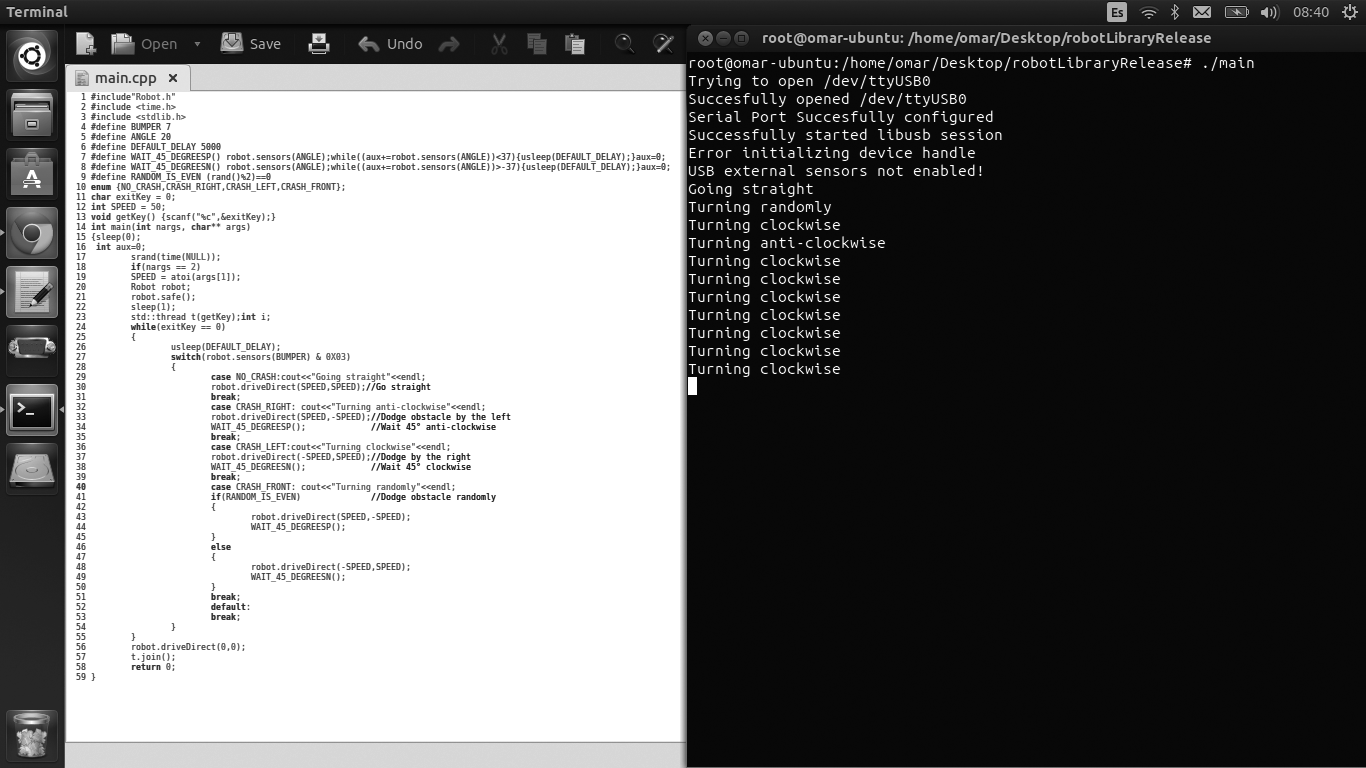 Terminal
Es
08:40
Open
Save
Undo
main.cpp
1 #include"Robot.h"
2 #include <time.h>
3 #include <stdlib.h>
4 #define BUMPER 7
5 #define ANGLE 20
6 #define DEFAULT_DELAY 5000
7 #define WAIT_45_DEGREESP() robot.sensors(ANGLE);while((aux+=robot.sensors(ANGLE))<37){usleep(DEFAULT_DELAY);}aux=0;
8 #define WAIT_45_DEGREESN() robot.sensors(ANGLE);while((aux+=robot.sensors(ANGLE))>-37){usleep(DEFAULT_DELAY);}aux=0;
9 #define RANDOM_IS_EVEN (rand()%2)==0
10 enum {NO_CRASH,CRASH_RIGHT,CRASH_LEFT,CRASH_FRONT};
11 char exitKey = 0;
12 int SPEED = 50;
13 void getKey() {scanf("%c",&exitKey);}
14 int main(int nargs, char** args)
15 {sleep(0);
16 int aux=0;
17 srand(time(NULL));
18 if(nargs == 2)
19 SPEED = atoi(args[1]);
20 Robot robot;
21 robot.safe();
22 sleep(1);
23 std::thread t(getKey);int i;
24 while(exitKey == 0)
25 {
26 usleep(DEFAULT_DELAY);
27 switch(robot.sensors(BUMPER) & 0X03)
28 {
29 case NO_CRASH:cout<<"Going straight"<<endl;
30 robot.driveDirect(SPEED,SPEED);//Go straight
31 break;
32 case CRASH_RIGHT: cout<<"Turning anti-clockwise"<<endl;
33 robot.driveDirect(SPEED,-SPEED);//Dodge obstacle by the left
34 WAIT_45_DEGREESP(); //Wait 45° anti-clockwise
35 break;
36 case CRASH_LEFT:cout<<"Turning clockwise"<<endl;
37 robot.driveDirect(-SPEED,SPEED);//Dodge by the right
38 WAIT_45_DEGREESN(); //Wait 45° clockwise
39 break;
40 case CRASH_FRONT: cout<<"Turning randomly"<<endl;
41 if(RANDOM_IS_EVEN) //Dodge obstacle randomly
42 {
43 robot.driveDirect(SPEED,-SPEED);
44 WAIT_45_DEGREESP();
45 }
46 else
47 {
48 robot.driveDirect(-SPEED,SPEED);
49 WAIT_45_DEGREESN();
50 }
51 break;
52 default:
53 break;
54 }
55 }
56 robot.driveDirect(0,0);
57 t.join();
58 return 0;
59 }
root@omar-ubuntu: /home/omar/Desktop/robotLibraryRelease
root@omar-ubuntu:/home/omar/Desktop/robotLibraryRelease# ./main
Trying to open /dev/ttyUSB0
Succesfully opened /dev/ttyUSB0
Serial Port Succesfully configured
Successfully started libusb session
Error initializing device handle
USB external sensors not enabled!
Going straight
Turning randomly
Turning clockwise
Turning anti-clockwise
Turning clockwise
Turning clockwise
Turning clockwise
Turning clockwise
Turning clockwise
Turning clockwise
Turning clockwise